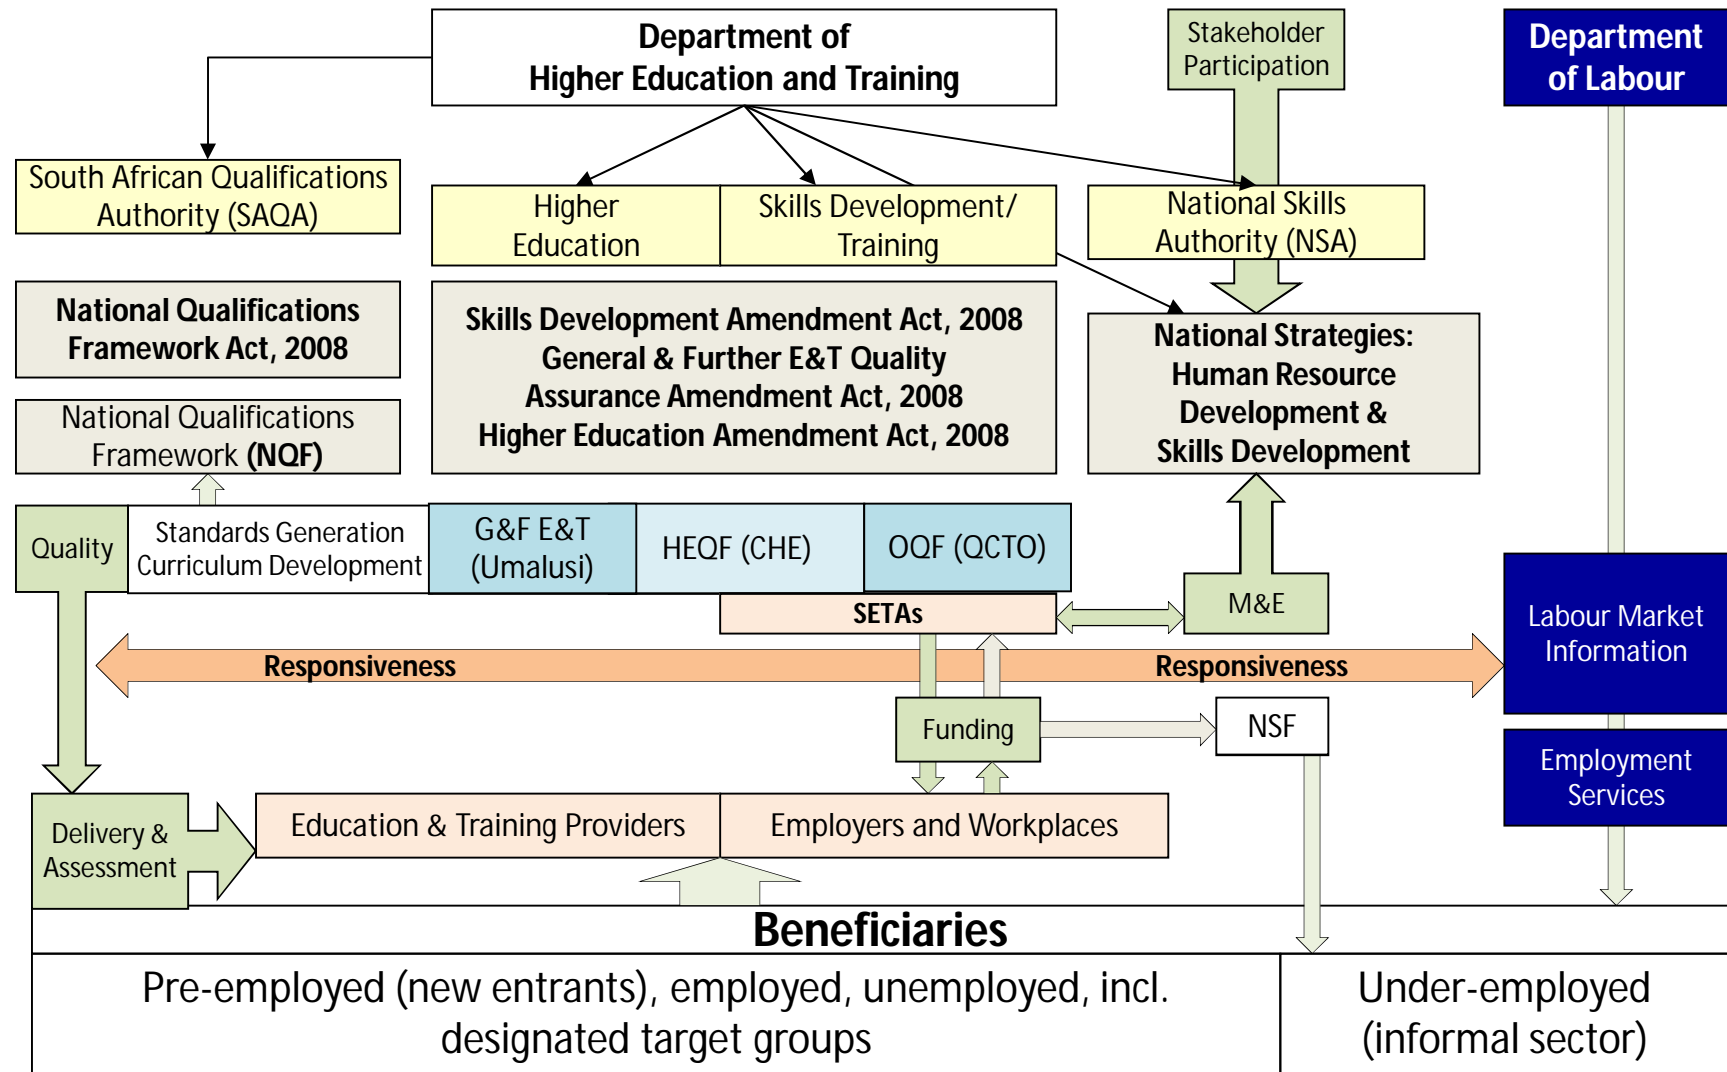 Department of
Higher Education and Training
Stakeholder
Participation
Department
of Labour
South African Qualifications
Authority (SAQA)
Higher
Education
Skills Development/
Training
National Skills
Authority (NSA)
National Qualifications
Framework Act, 2008
Skills Development Amendment Act, 2008
General & Further E&T Quality
Assurance Amendment Act, 2008
Higher Education Amendment Act, 2008
National Strategies:
Human Resource
Development &
Skills Development
National Qualifications
Framework (NQF)
Quality
Standards Generation
Curriculum Development
G&F E&T
(Umalusi)
HEQF (CHE)
OQF (QCTO)
SETAs
M&E
Labour Market
Information
Responsiveness
Responsiveness
Funding
NSF
Employment
Services
Delivery &
Assessment
Education & Training Providers
Employers and Workplaces
Beneficiaries
Pre-employed (new entrants), employed, unemployed, incl.
designated target groups
Under-employed
(informal sector)